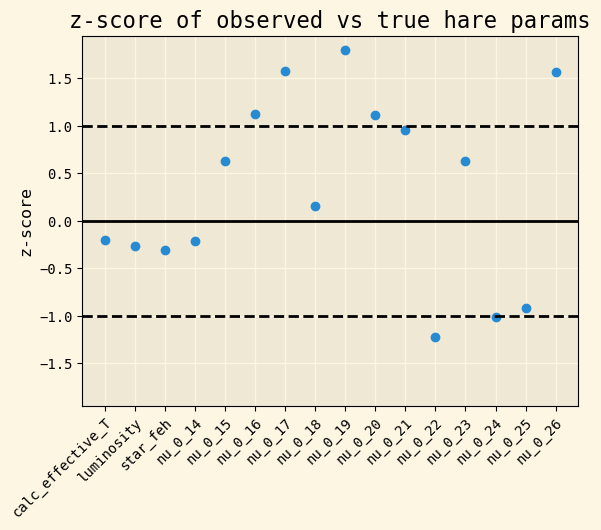 z-score of observed vs true hare params
z-score
1.5
1.0
0.5
0.0
−0.5
−1.0
−1.5
calc_effective_T
luminosity
star_feh
nu_0_14
nu_0_15
nu_0_16
nu_0_17
nu_0_18
nu_0_19
nu_0_20
nu_0_21
nu_0_22
nu_0_23
nu_0_24
nu_0_25
nu_0_26